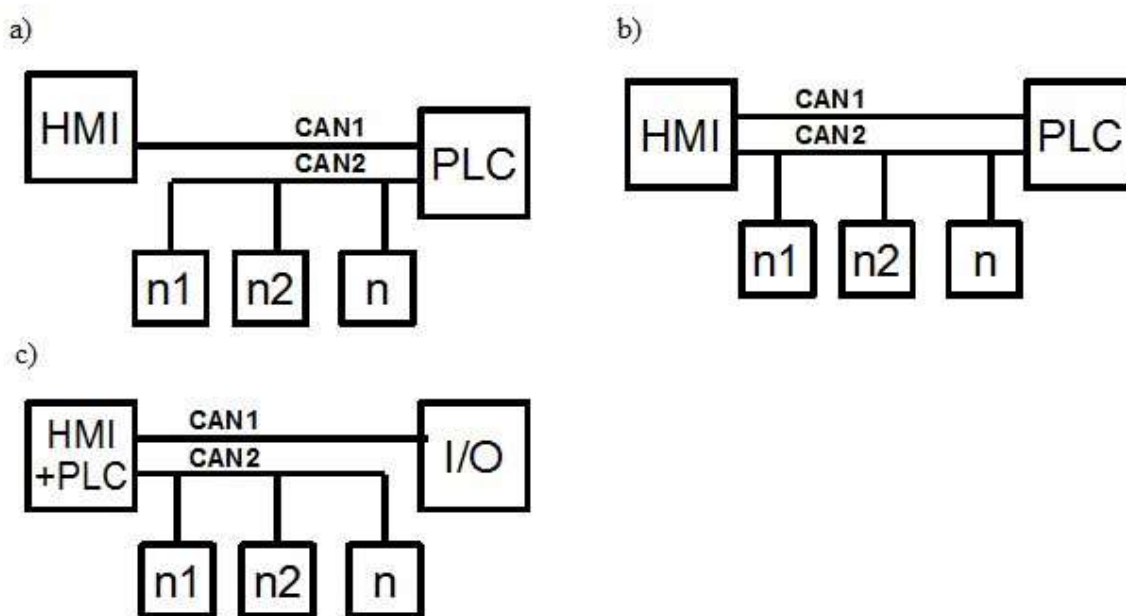 a)
HMI
CAN1
CAN2
PLC
n1
n2
n
b)
HMI
CAN1
CAN2
PLC
n1
n2
n
c)
HMI
+PLC
CAN1
CAN2
I/O
n1
n2
n